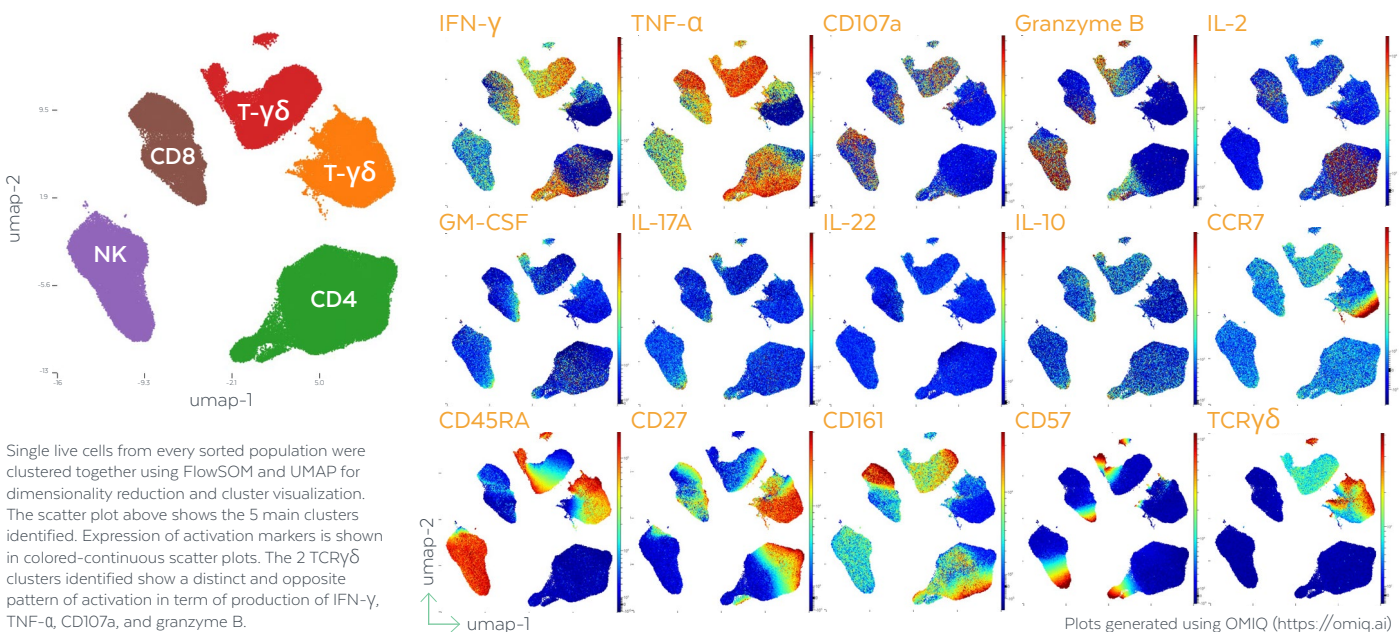 IFN-γ
TNF-α
CD107a
Granzyme B
IL-2
T-γδ
9.5
CD8
T-γδ
umap-2
1.9
NK
GM-CSF
IL-17A
IL-22
IL-10
CCR7
-5.6
CD4
-13
-16
-9.3
-2.1
5.0
umap-1
CD45RA
CD27
CD161
CD57
TCRγδ
Single live cells from every sorted population were
clustered together using FlowSOM and UMAP for
dimensionality reduction and cluster visualization.
The scatter plot above shows the 5 main clusters
identified. Expression of activation markers is shown
in colored-continuous scatter plots. The 2 TCRγδ
clusters identified show a distinct and opposite
pattern of activation in term of production of IFN-γ,
TNF-α, CD107a, and granzyme B.
umap-2
umap-1
Plots generated using OMIQ (https://omiq.ai)